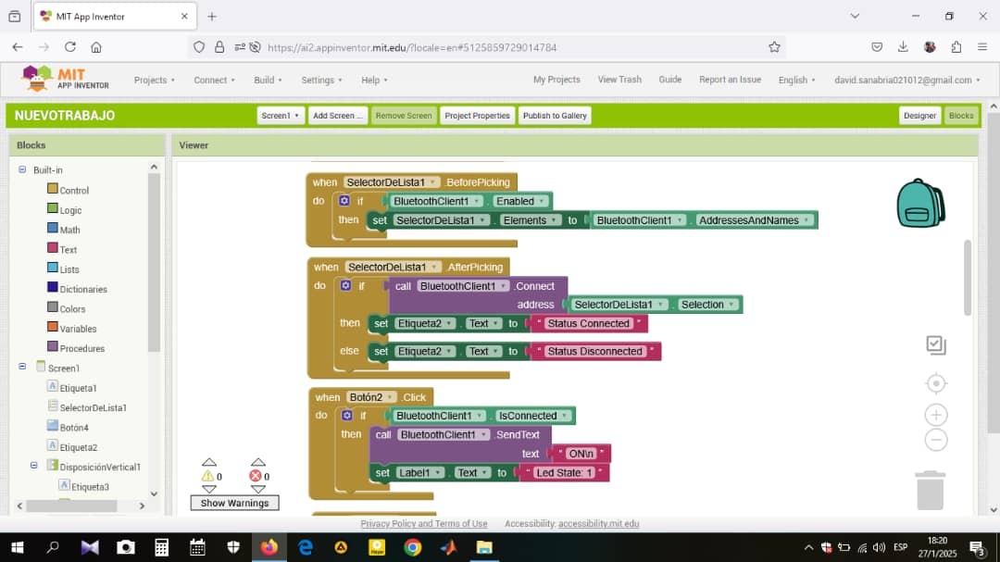 MIT App Inventor
https://ai2.appinventor.mit.edu/?locale=en#5125859729014784
MIT
APP INVENTOR
Projects
Connect
Build
Settings
Help
My Projects
View Trash
Guide
Report an Issue
English
david.sanabria021012@gmail.com
NUEVOTRABAJO
Screen1
Add Screen ...
Remove Screen
Project Properties
Publish to Gallery
Designer
Blocks
Blocks
Viewer
Built-in
Control
Logic
Math
Text
Lists
Dictionaries
Colors
Variables
Procedures
Screen1
Etiqueta1
SelectorDeLista1
Botón4
Etiqueta2
DisposiciónVertical1
Etiqueta3
when SelectorDeLista1 .BeforePicking
do if BluetoothClient1 . Enabled
then set SelectorDeLista1 . Elements to BluetoothClient1 . AddressesAndNames
when SelectorDeLista1 .AfterPicking
do if call BluetoothClient1 .Connect
address SelectorDeLista1 . Selection
then set Etiqueta2 . Text to " Status Connected "
else set Etiqueta2 . Text to " Status Disconnected "
when Botón2 .Click
do if BluetoothClient1 . IsConnected
then call BluetoothClient1 .SendText
text " ON\n "
set Label1 . Text to " Led State: 1 "
0 0
Show Warnings
Privacy Policy and Terms of Use Accessibility: accessibility.mit.edu
ESP
18:20
27/1/2025
3